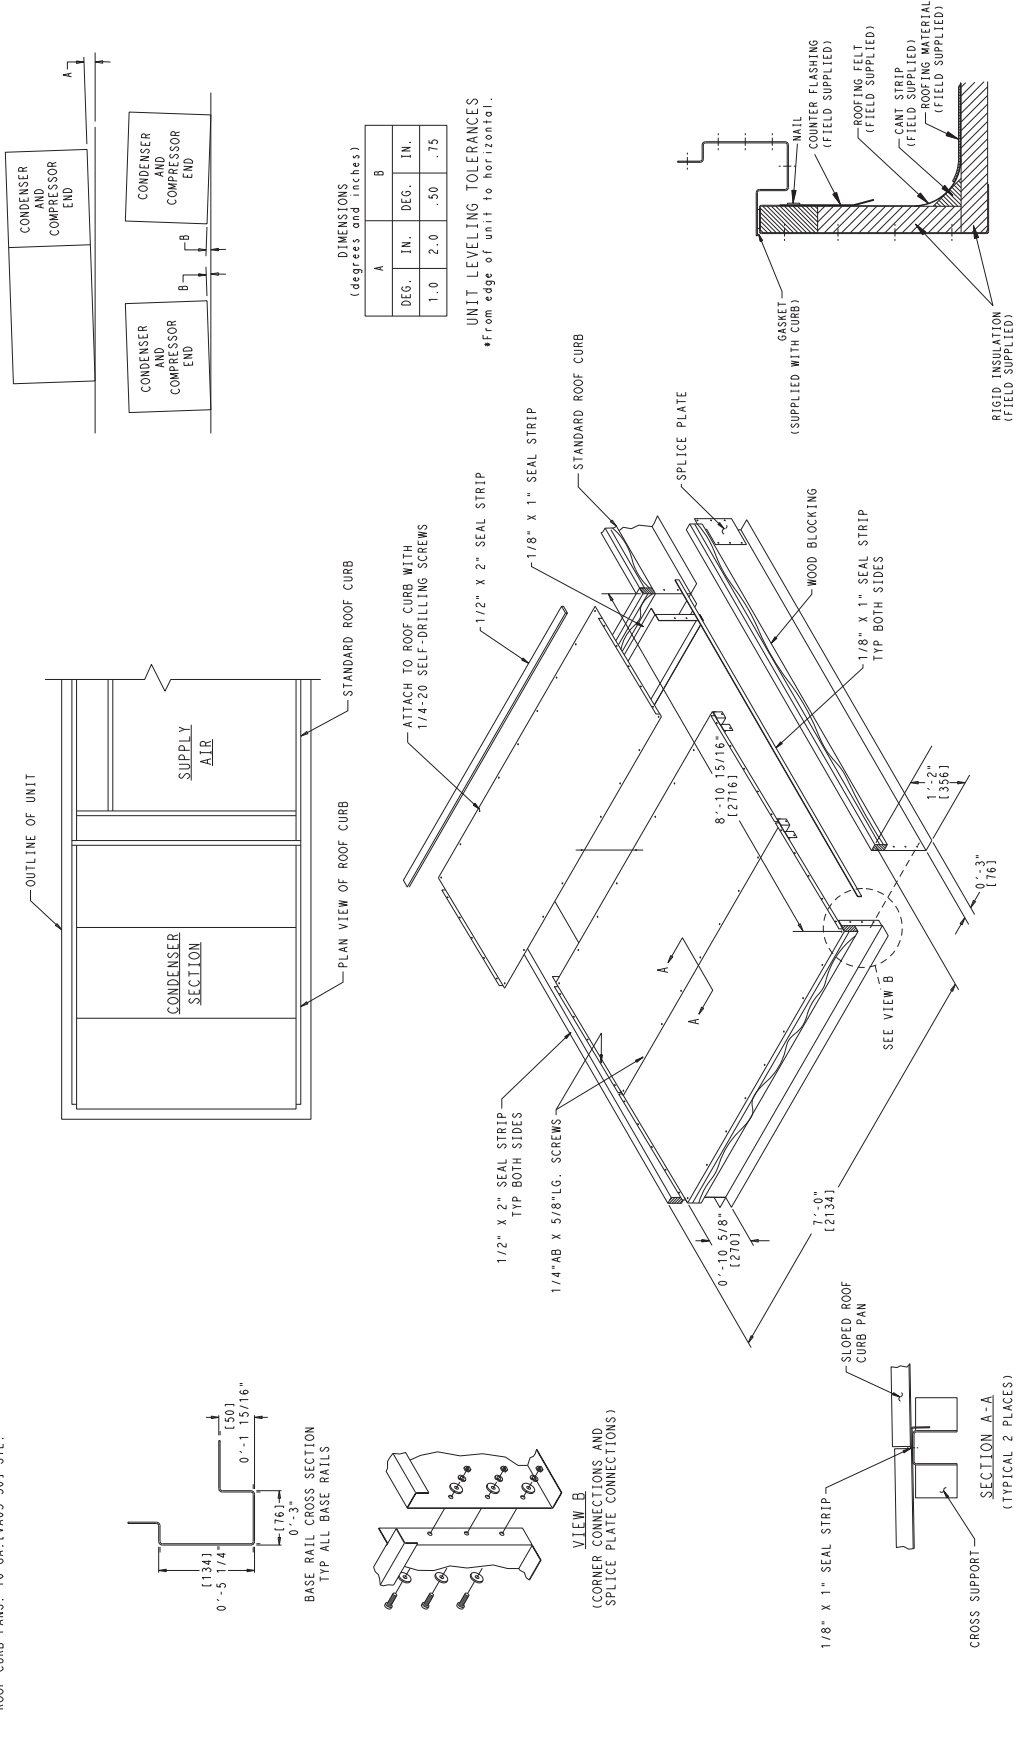 CONDENSER
AND
COMPRESSOR
END
A
CONDENSER
AND
COMPRESSOR
END
B
B
CONDENSER
AND
COMPRESSOR
END
DIMENSIONS
(degrees and inches)
A B
DEG. IN. DEG. IN.
1.0 2.0 .50 .75
UNIT LEVELING TOLERANCES
*From edge of unit to horizontal.
OUTLINE OF UNIT
CONDENSER
SECTION
SUPPLY
AIR
PLAN VIEW OF ROOF CURB
STANDARD ROOF CURB
[134]
0'-5 1/4"
[76]
0'-3"
[50]
0'-1 15/16"
BASE RAIL CROSS SECTION
TYP ALL BASE RAILS
VIEW B
(CORNER CONNECTIONS AND
SPLICE PLATE CONNECTIONS)
ATTACH TO ROOF CURB WITH
1/4-20 SELF-DRILLING SCREWS
1/2" X 2" SEAL STRIP
1/8" X 1" SEAL STRIP
STANDARD ROOF CURB
SPLICE PLATE
WOOD BLOCKING
1/8" X 1" SEAL STRIP
TYP BOTH SIDES
1/2" X 2" SEAL STRIP
TYP BOTH SIDES
1/4"AB X 5/8"LG. SCREWS
A
A
8'-10 15/16"
[2716]
0'-10 5/8"
[270]
7'-0"
[2134]
SEE VIEW B
1'-2"
[356]
0'-3"
[76]
NAIL
COUNTER FLASHING
(FIELD SUPPLIED)
ROOFING FELT
(FIELD SUPPLIED)
CANT STRIP
(FIELD SUPPLIED)
ROOFING MATERIAL
(FIELD SUPPLIED)
GASKET
(SUPPLIED WITH CURB)
RIGID INSULATION
(FIELD SUPPLIED)
1/8" X 1" SEAL STRIP
SLOPED ROOF
CURB PAN
CROSS SUPPORT
SECTION A-A
(TYPICAL 2 PLACES)